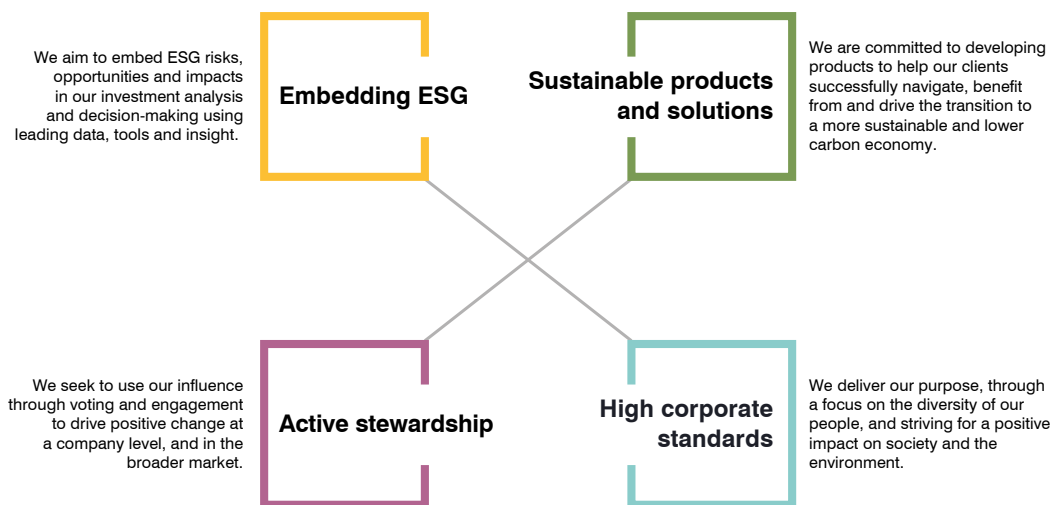 We aim to embed ESG risks,
opportunities and impacts
in our investment analysis
and decision-making using
leading data, tools and insight.
Embedding ESG
Sustainable products
and solutions
We are committed to developing
products to help our clients
successfully navigate, benefit
from and drive the transition to
a more sustainable and lower
carbon economy.
We seek to use our influence
through voting and engagement
to drive positive change at
a company level, and in the
broader market.
Active stewardship
High corporate
standards
We deliver our purpose, through
a focus on the diversity of our
people, and striving for a positive
impact on society and the
environment.